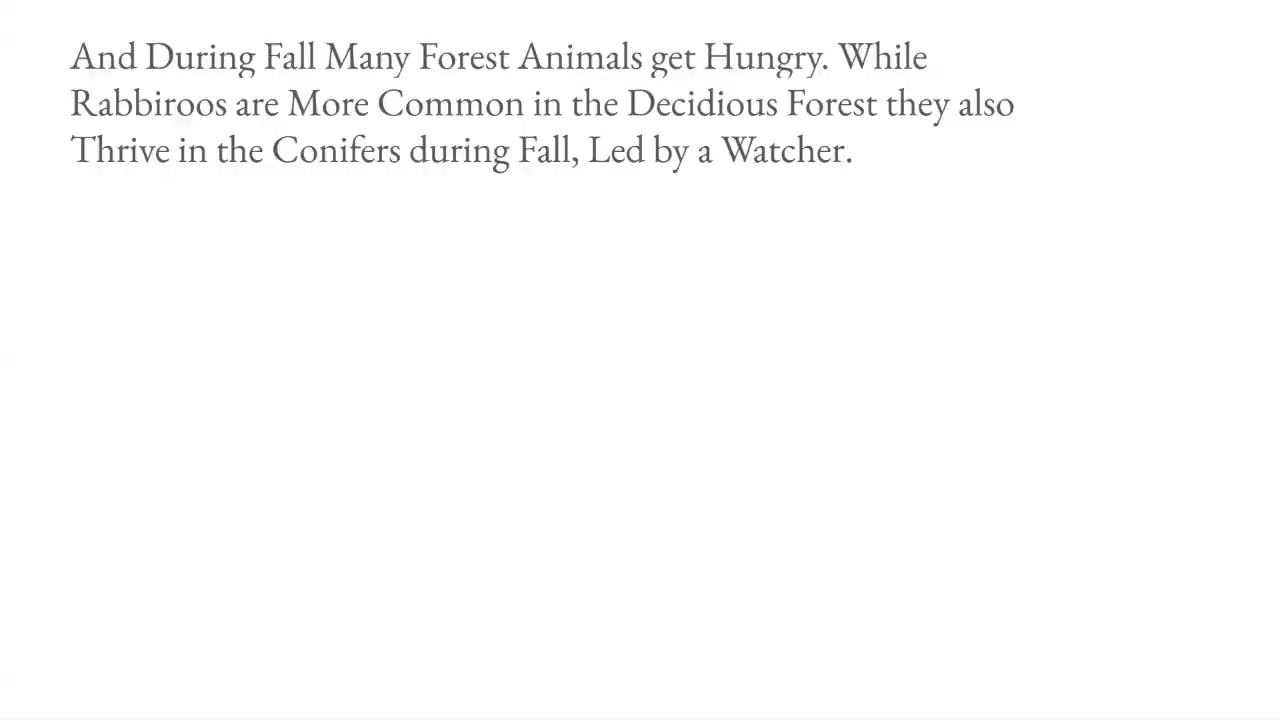 And During Fall Many Forest Animals get Hungry. While
Rabbiroos are More Common in the Decidious Forest they also
Thrive in the Conifers during Fall, Led by a Watcher.